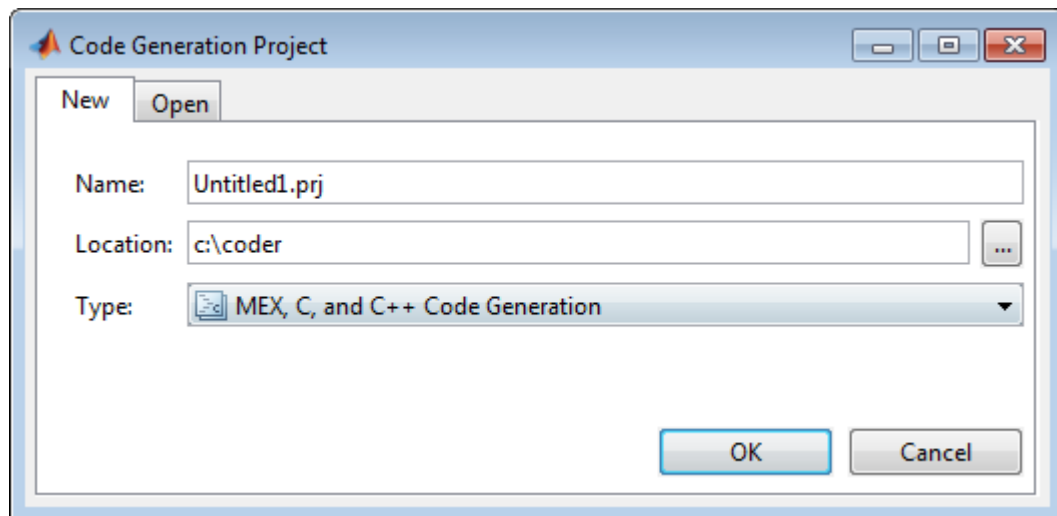 Code Generation Project
New
Open
Name: Untitled1.prj
Location: c:\coder ...
Type: MEX, C, and C++ Code Generation
OK Cancel